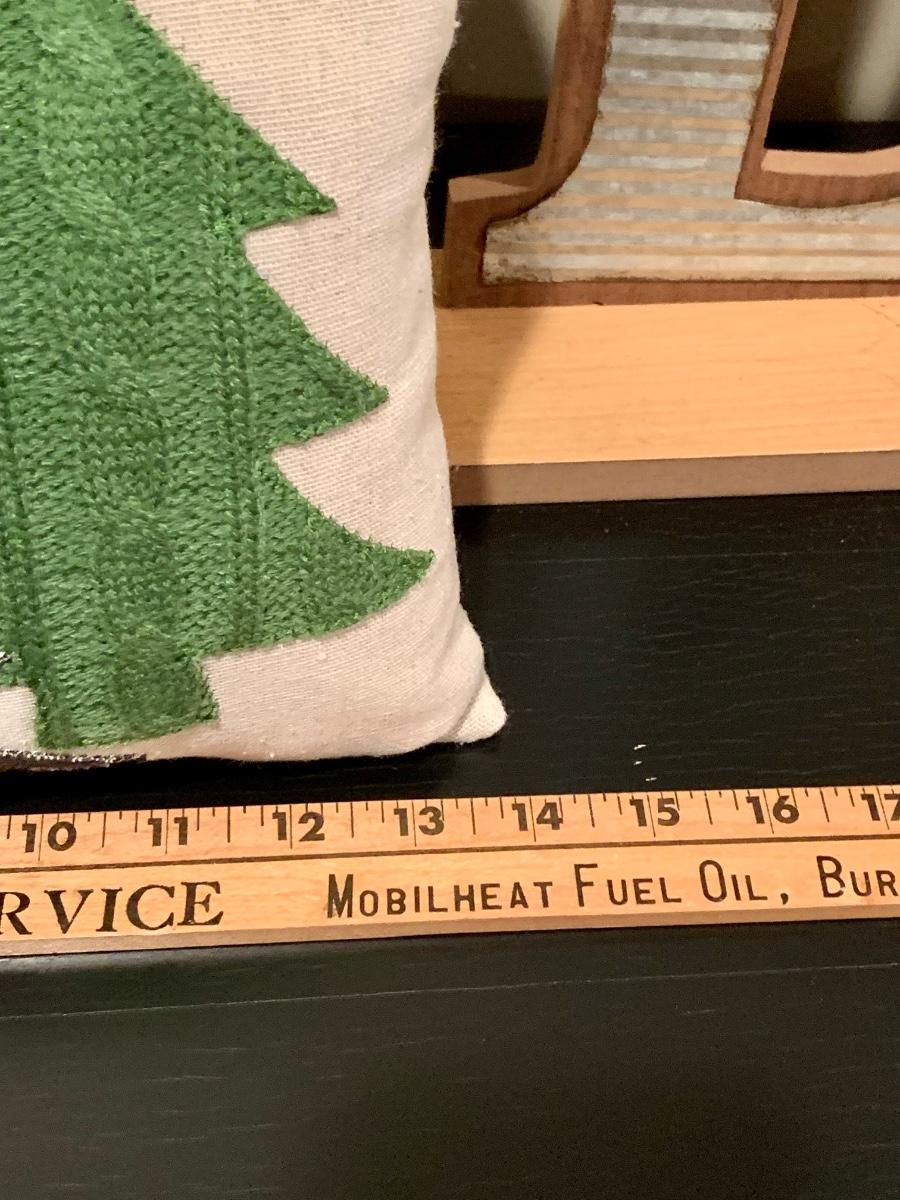 10 11 12 13 14 15 16 17
RVICE MOBILHEAT FUEL OIL, BUR